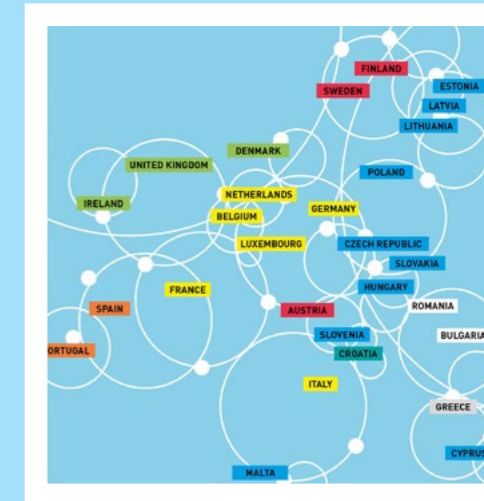 FINLAND
SWEDEN
ESTONIA
LATVIA
LITHUANIA
DENMARK
UNITED KINGDOM
POLAND
NETHERLANDS
IRELAND
GERMANY
BELGIUM
LUXEMBOURG
CZECH REPUBLIC
SLOVAKIA
HUNGARY
FRANCE
ROMANIA
SPAIN
AUSTRIA
SLOVENIA
BULGARIA
CROATIA
ORTUGAL
ITALY
GREECE
CYPRUS
MALTA